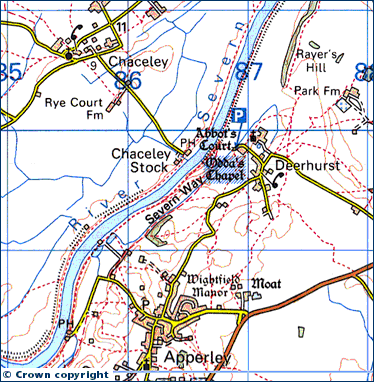 11
Chaceley
9
85
86
87
88
Rye Court
Fm
Severn
Rayer's
Hill
Park Fm
P
PH
Abbot's
Court
Odda's
Chapel
Deerhurst
Chaceley
Stock
River
Severn Way
Wightfield
Manor
Moat
P
PH
Apperley
© Crown copyright